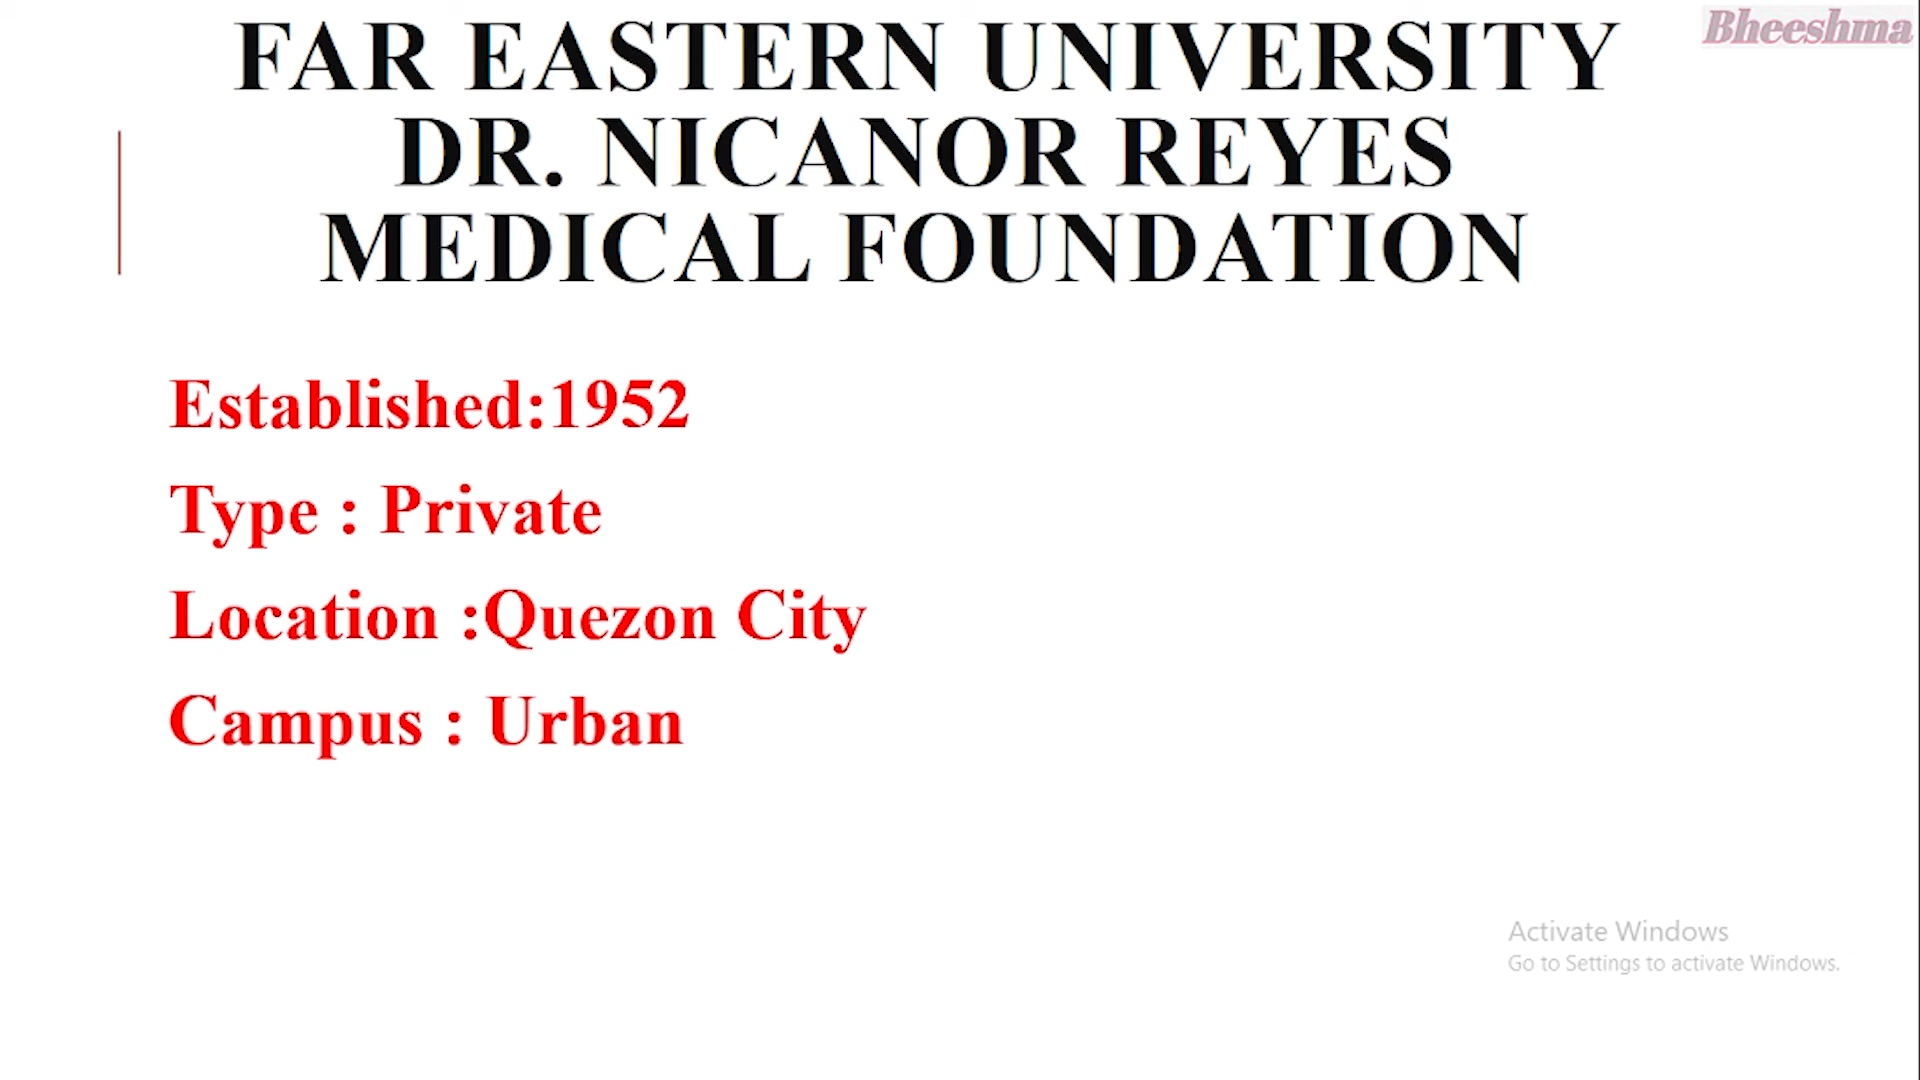 Bheeshma
FAR EASTERN UNIVERSITY
DR. NICANOR REYES
MEDICAL FOUNDATION
Established:1952
Type : Private
Location :Quezon City
Campus : Urban
Activate Windows
Go to Settings to activate Windows.